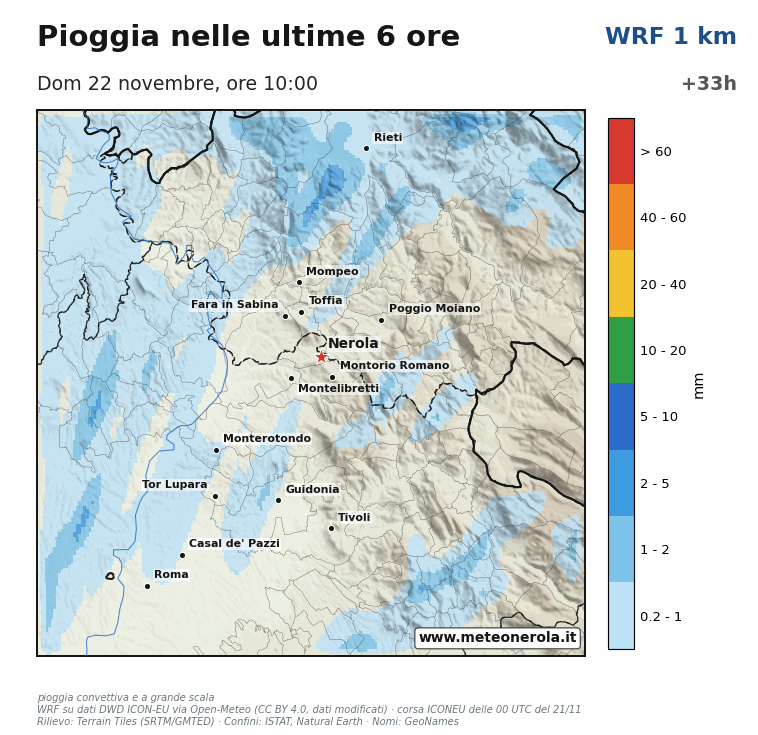 Pioggia nelle ultime 6 ore
WRF 1 km
Dom 22 novembre, ore 10:00
+33h
Rieti
Mompeo
Fara in Sabina
Toffia
Poggio Moiano
Nerola
Montorio Romano
Montelibretti
Monterotondo
Tor Lupara
Guidonia
Tivoli
Casal de' Pazzi
Roma
www.meteonerola.it
> 60
40 - 60
20 - 40
10 - 20
5 - 10
2 - 5
1 - 2
0.2 - 1
mm
pioggia convettiva e a grande scala
WRF su dati DWD ICON-EU via Open-Meteo (CC BY 4.0, dati modificati) · corsa ICONEU delle 00 UTC del 21/11
Rilievo: Terrain Tiles (SRTM/GMTED) · Confini: ISTAT, Natural Earth · Nomi: GeoNames